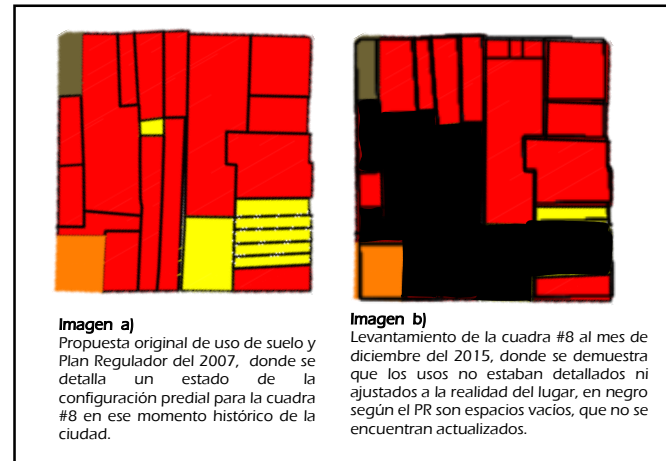 Imagen a)
Propuesta original de uso de suelo y
Plan Regulador del 2007, donde se
detalla un estado de la
configuración predial para la cuadra
#8 en ese momento histórico de la
ciudad.
Imagen b)
Levantamiento de la cuadra #8 al mes de
diciembre del 2015, donde se demuestra
que los usos no estaban detallados ni
ajustados a la realidad del lugar, en negro
según el PR son espacios vacíos, que no se
encuentran actualizados.